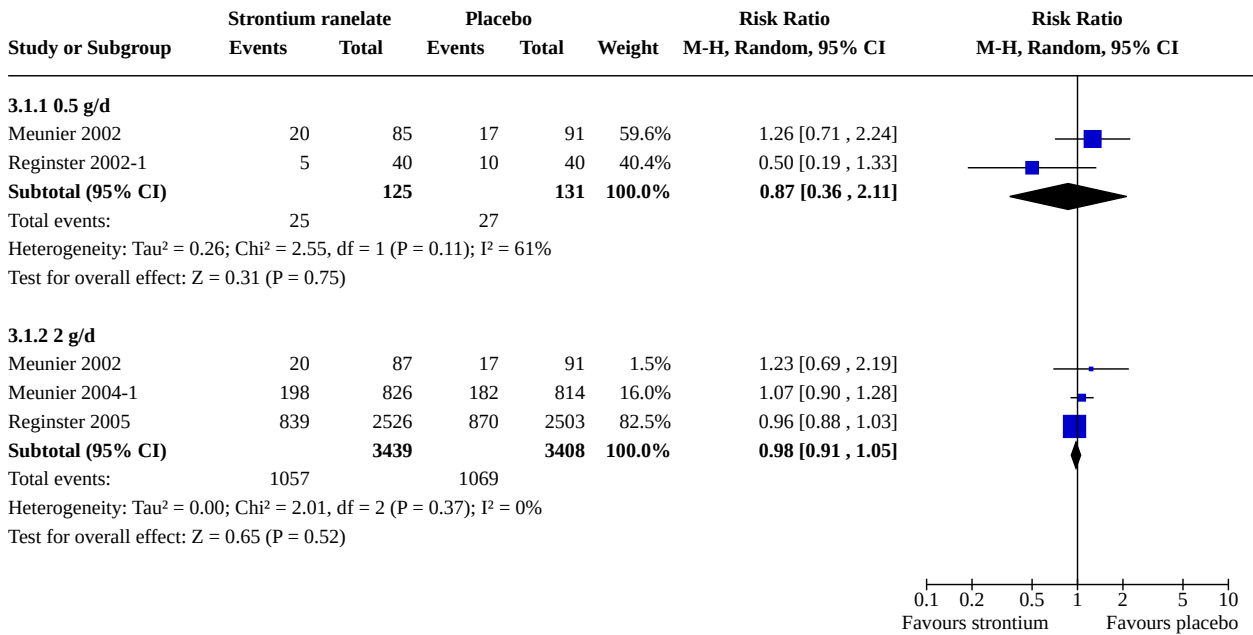 Strontium ranelate Placebo Risk Ratio Risk Ratio
Study or Subgroup Events Total Events Total Weight M-H, Random, 95% CI M-H, Random, 95% CI
3.1.1 0.5 g/d
Meunier 2002 20 85 17 91 59.6% 1.26 [0.71 , 2.24]
Reginster 2002-1 5 40 10 40 40.4% 0.50 [0.19 , 1.33]
Subtotal (95% CI) 125 131 100.0% 0.87 [0.36 , 2.11]
Total events: 25 27
Heterogeneity: Tau² = 0.26; Chi² = 2.55, df = 1 (P = 0.11); I² = 61%
Test for overall effect: Z = 0.31 (P = 0.75)
3.1.2 2 g/d
Meunier 2002 20 87 17 91 1.5% 1.23 [0.69 , 2.19]
Meunier 2004-1 198 826 182 814 16.0% 1.07 [0.90 , 1.28]
Reginster 2005 839 2526 870 2503 82.5% 0.96 [0.88 , 1.03]
Subtotal (95% CI) 3439 3408 100.0% 0.98 [0.91 , 1.05]
Total events: 1057 1069
Heterogeneity: Tau² = 0.00; Chi² = 2.01, df = 2 (P = 0.37); I² = 0%
Test for overall effect: Z = 0.65 (P = 0.52)
0.1 0.2 0.5 1 2 5 10
Favours strontium Favours placebo